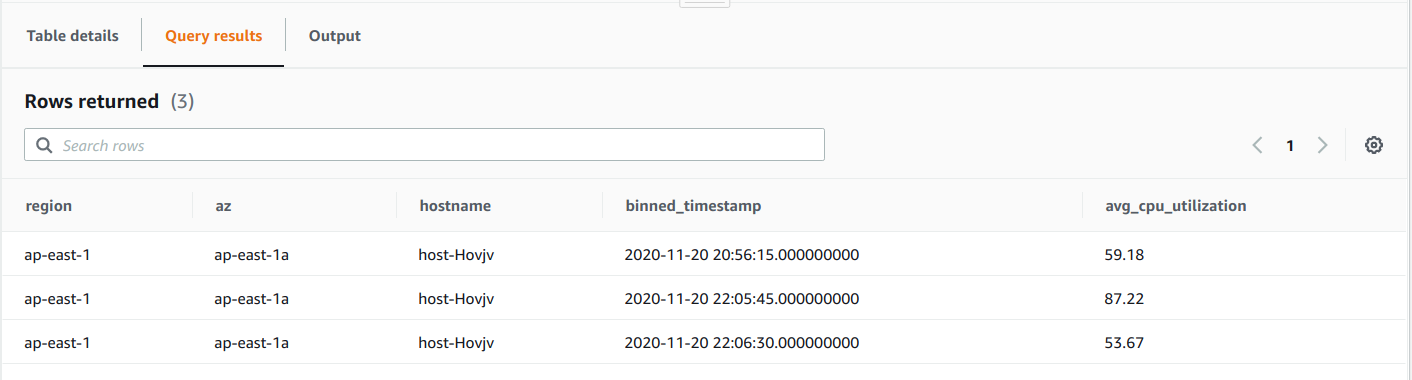 Table details Query results Output
Rows returned (3)
Search rows 1
region az hostname binned_timestamp avg_cpu_utilization
ap-east-1 ap-east-1a host-Hovjv 2020-11-20 20:56:15.000000000 59.18
ap-east-1 ap-east-1a host-Hovjv 2020-11-20 22:05:45.000000000 87.22
ap-east-1 ap-east-1a host-Hovjv 2020-11-20 22:06:30.000000000 53.67